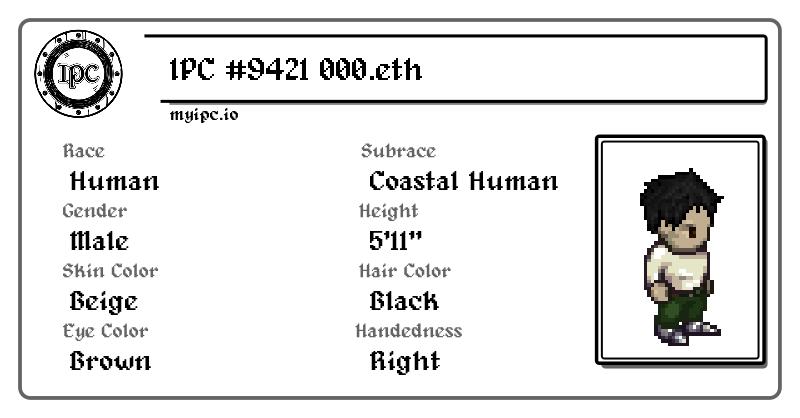 IPC
IPC #9421 000.eth
myipc.io
Race
Human
Subrace
Coastal Human
Gender
Male
Height
5'11"
Skin Color
Beige
Hair Color
Black
Eye Color
Brown
Handedness
Right